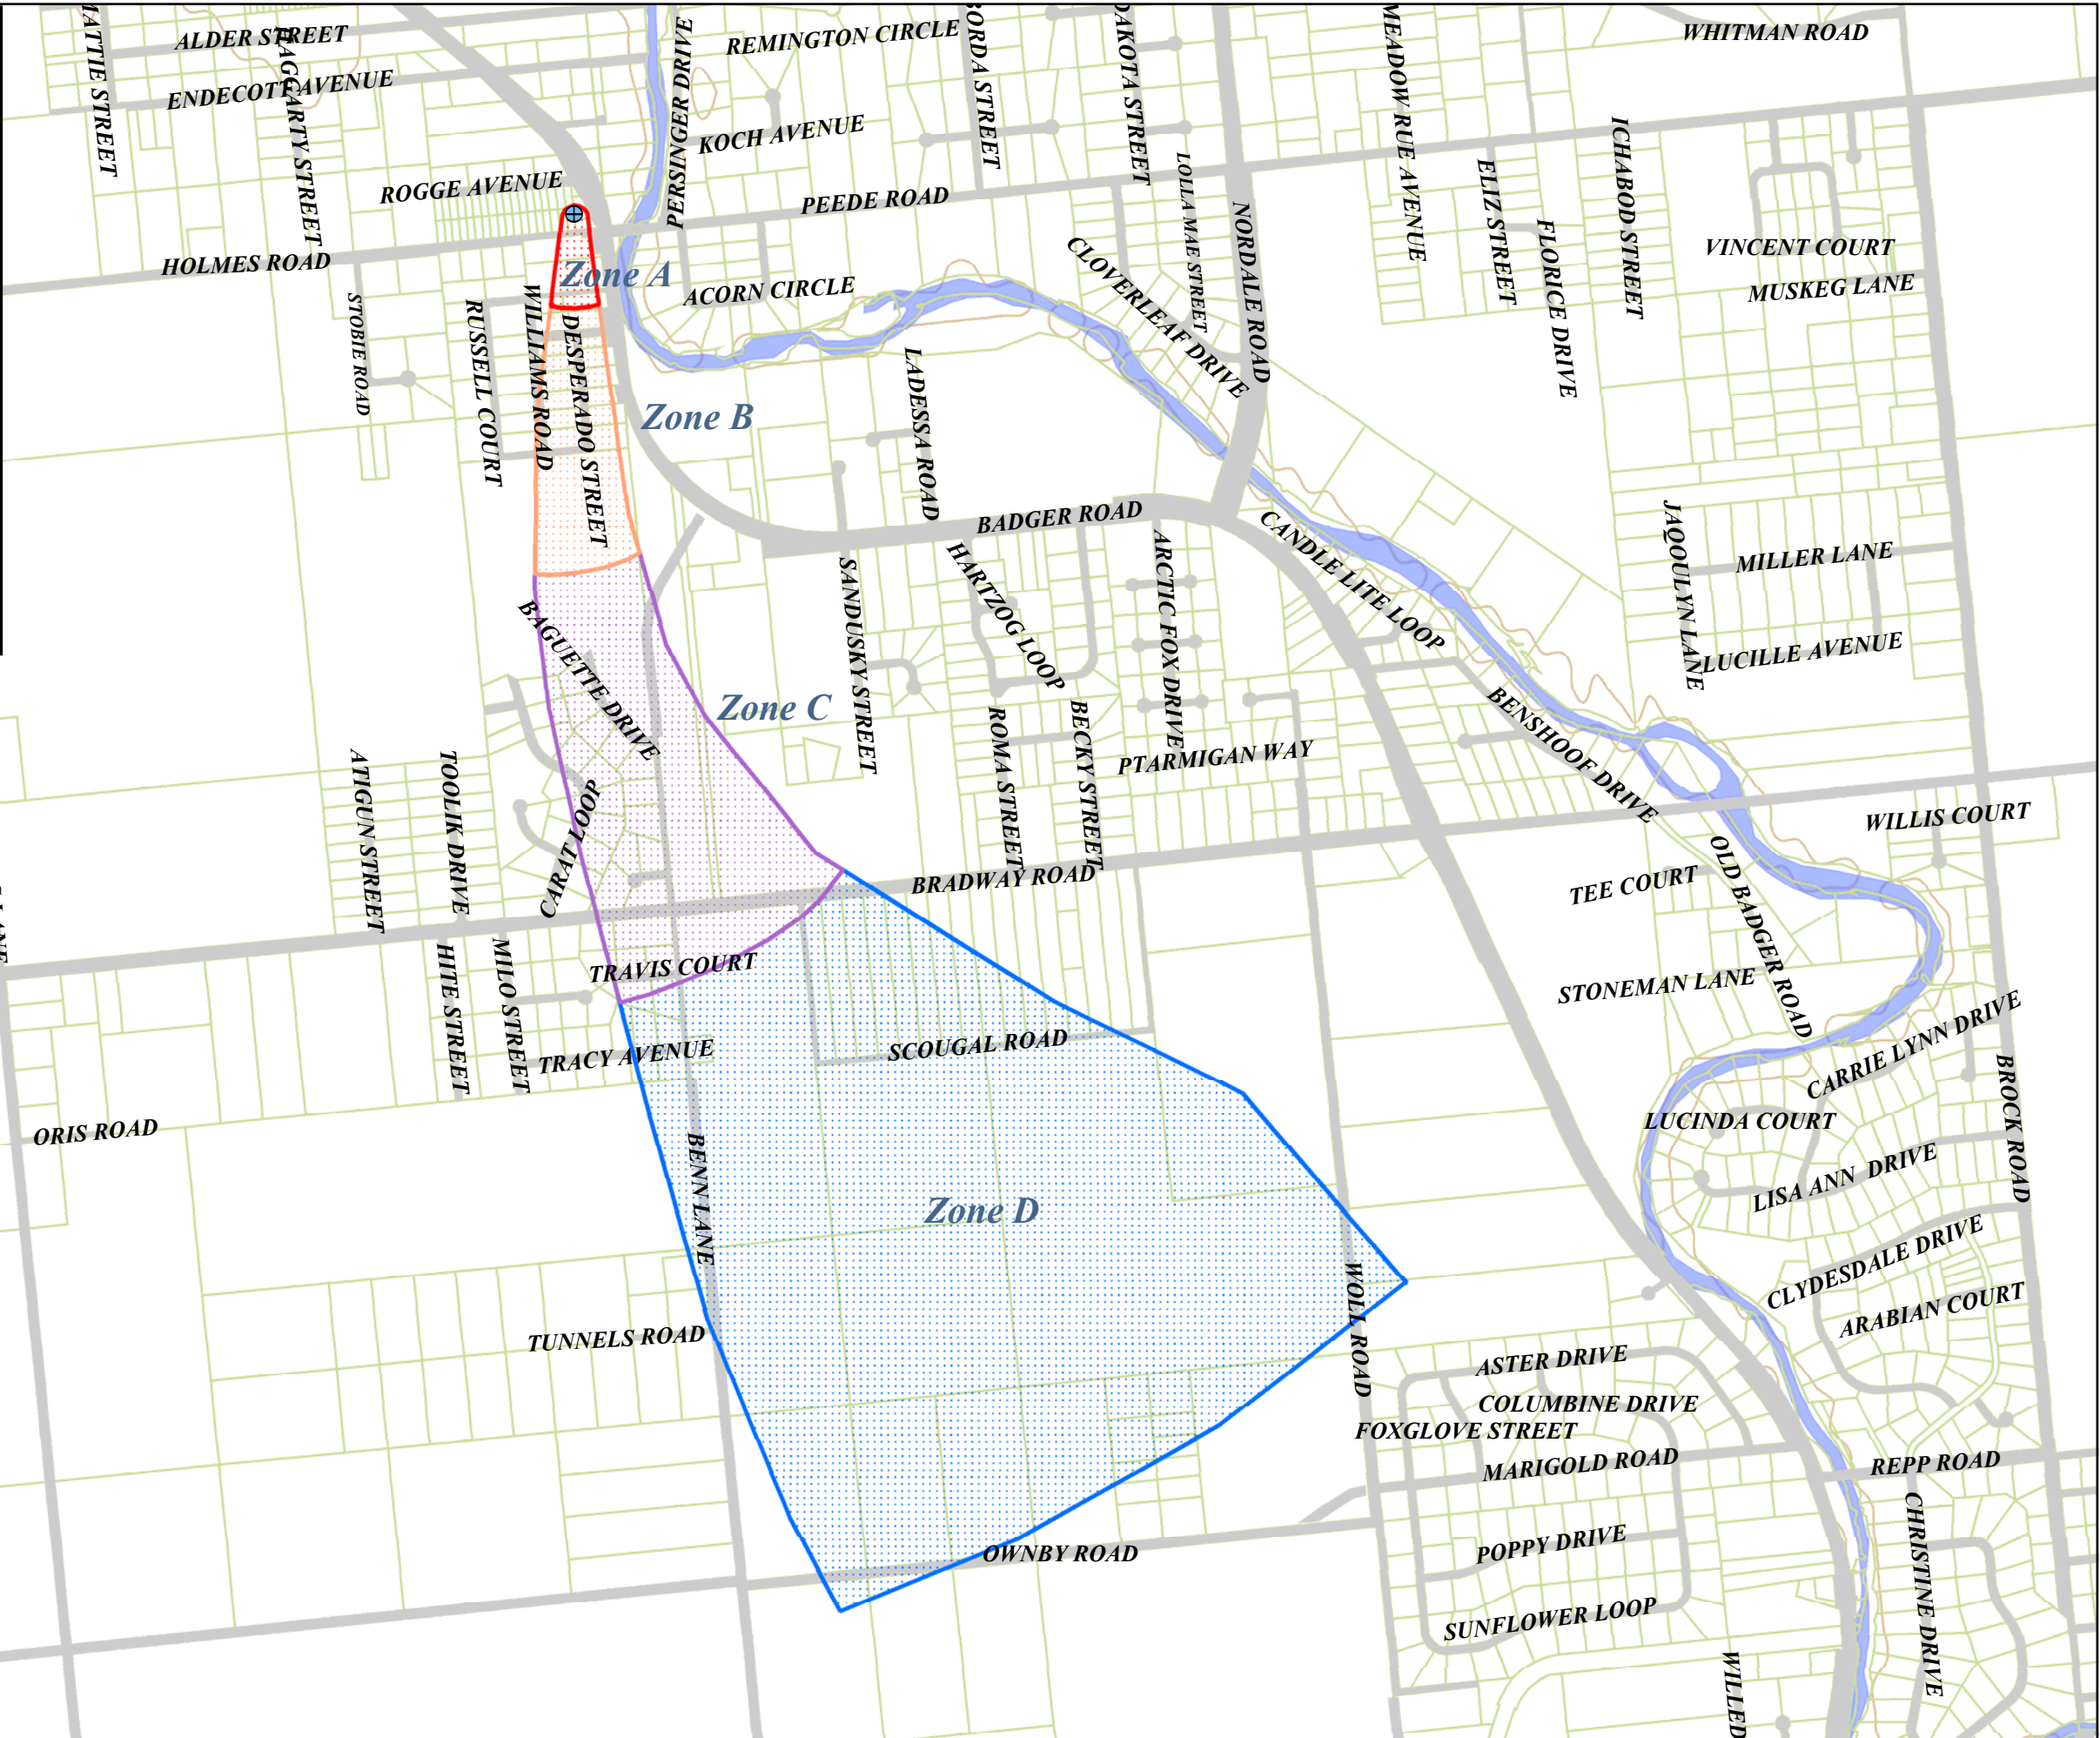 ALDER STREET
REMINGTON CIRCLE
WHITMAN ROAD
HAGGARTY STREET
ENDECOTT AVENUE
PERSINGER DRIVE
DAKOTA STREET
MEADOW RUE AVENUE
KOCH AVENUE
ROGGE AVENUE
PEEDE ROAD
LOLLA MAE STREET
ELIZ STREET
ICHABOD STREET
HOLMES ROAD
Zone A
ACORN CIRCLE
CLOVERLEAF DRIVE
NORDALE ROAD
FLORICE DRIVE
VINCENT COURT
MUSKEG LANE
STOBIE ROAD
RUSSELL COURT
WILLIAMS ROAD
DESPERADO STREET
Zone B
LADESSA ROAD
BADGER ROAD
CANDLE LITE LOOP
JAQOULYN LANE
MILLER LANE
BAGUETTE DRIVE
SANDUSKY STREET
HARTZOG LOOP
ARCTIC FOX DRIVE
LUCILLE AVENUE
Zone C
BENSHOOF DRIVE
ATIGUN STREET
TOOLIK DRIVE
CARAT LOOP
ROMA STREET
BECKY STREET
PTARMIGAN WAY
WILLIS COURT
BRADWAY ROAD
TEE COURT
OLD BADGER ROAD
HITE STREET
MILO STREET
TRAVIS COURT
STONEMAN LANE
TRACY AVENUE
SCOUGAL ROAD
CARRIE LYNN DRIVE
BROCK ROAD
ORIS ROAD
BENN LANE
LUCINDA COURT
LISA ANN DRIVE
Zone D
CLYDESDALE DRIVE
ARABIAN COURT
TUNNELS ROAD
WOLL ROAD
ASTER DRIVE
COLUMBINE DRIVE
FOXGLOVE STREET
MARIGOLD ROAD
REPP ROAD
OWNBY ROAD
POPPY DRIVE
CHRISTINE DRIVE
SUNFLOWER LOOP